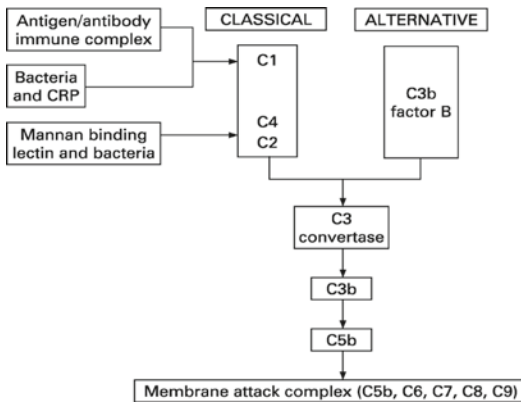 Antigen/antibody
immune complex
CLASSICAL
ALTERNATIVE
Bacteria
and CRP
Mannan binding
lectin and bacteria
C1
C4
C2
C3b
factor B
C3
convertase
C3b
C5b
Membrane attack complex (C5b, C6, C7, C8, C9)